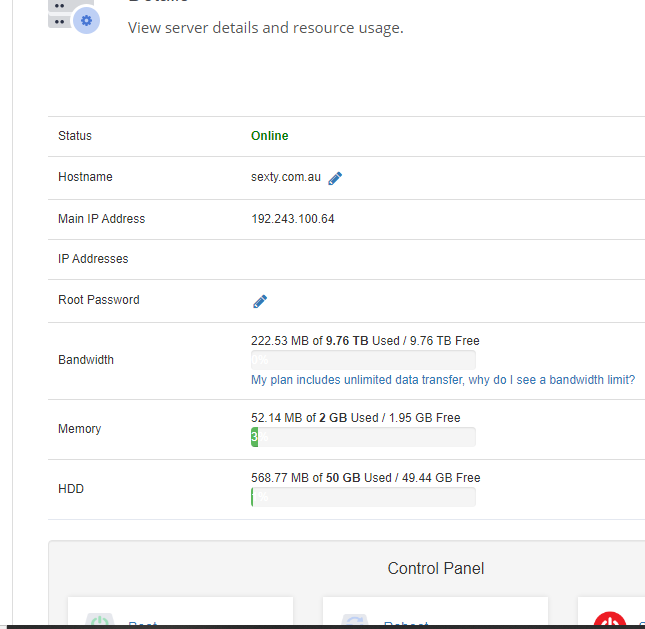 View server details and resource usage.
Status Online
Hostname sexty.com.au
Main IP Address 192.243.100.64
IP Addresses
Root Password
222.53 MB of 9.76 TB Used / 9.76 TB Free
Bandwidth
My plan includes unlimited data transfer, why do I see a bandwidth limit?
52.14 MB of 2 GB Used / 1.95 GB Free
Memory
3
568.77 MB of 50 GB Used / 49.44 GB Free
HDD
Control Panel